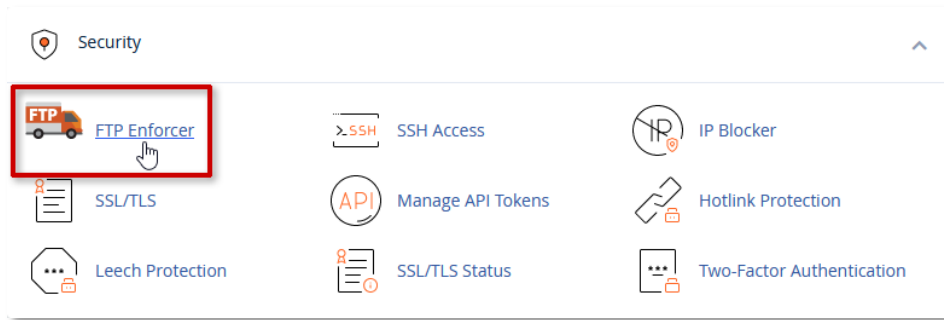 Security
FTP
FTP Enforcer
>_SSH
SSH Access
IP
IP Blocker
SSL/TLS
API
Manage API Tokens
Hotlink Protection
Leech Protection
SSL/TLS Status
Two-Factor Authentication